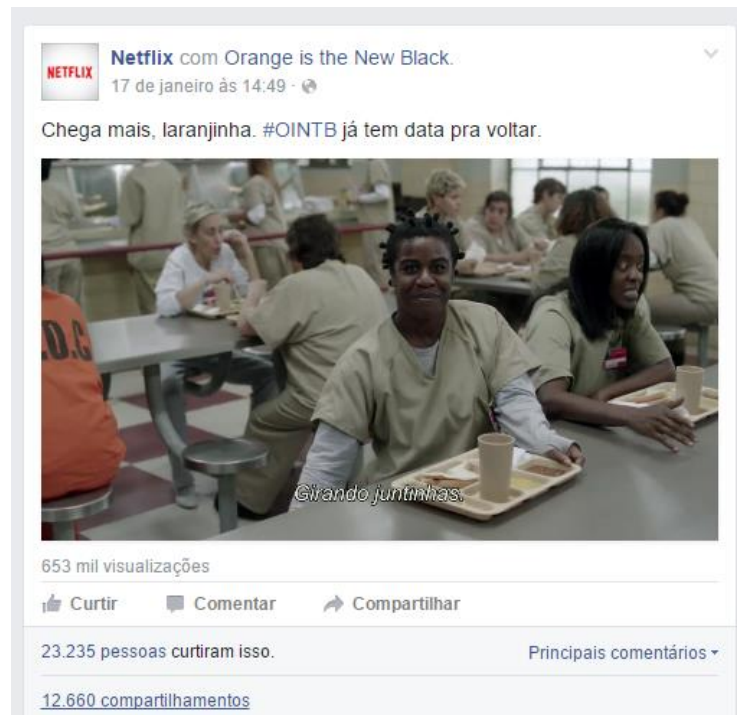 NETFLIX
Netflix com Orange is the New Black.
17 de janeiro às 14:49 ·
Chega mais, laranjinha. #OINTB já tem data pra voltar.
D.C
Girando juntinhas.
653 mil visualizações
Curtir Comentar Compartilhar
23.235 pessoas curtiram isso. Principais comentários
12.660 compartilhamentos